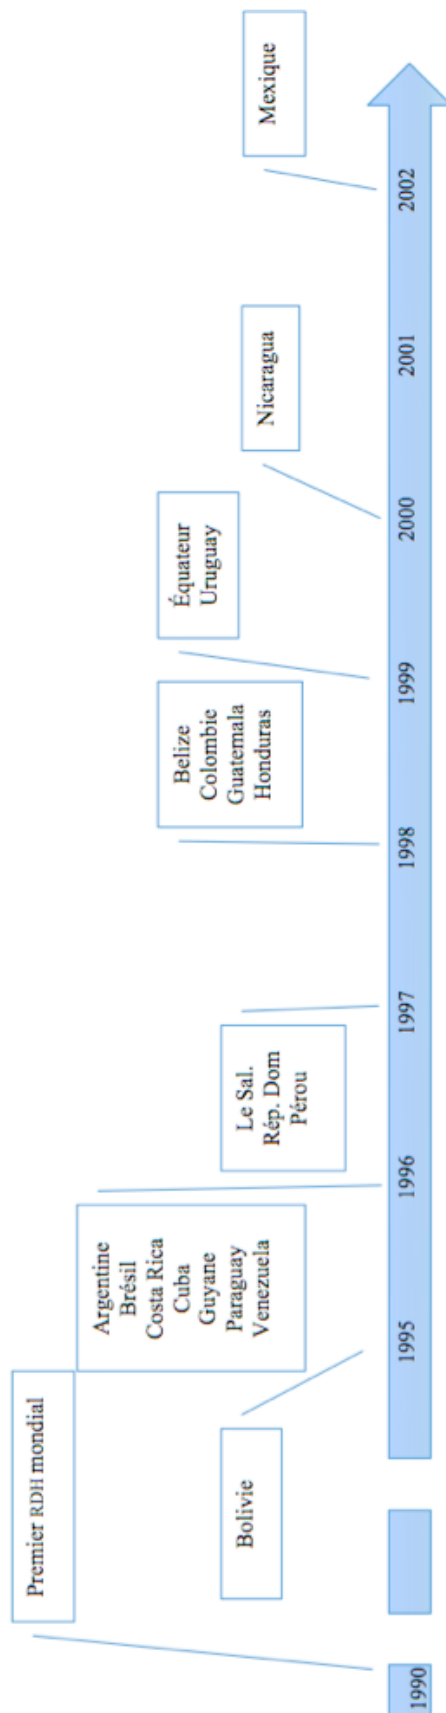 Premier RDH mondial
Bolivie
Argentine
Brésil
Costa Rica
Cuba
Guyane
Paraguay
Venezuela
Le Sal.
Rép. Dom
Pérou
Belize
Colombie
Guatemala
Honduras
Équateur
Uruguay
Nicaragua
Mexique
1990
1995
1996
1997
1998
1999
2000
2001
2002